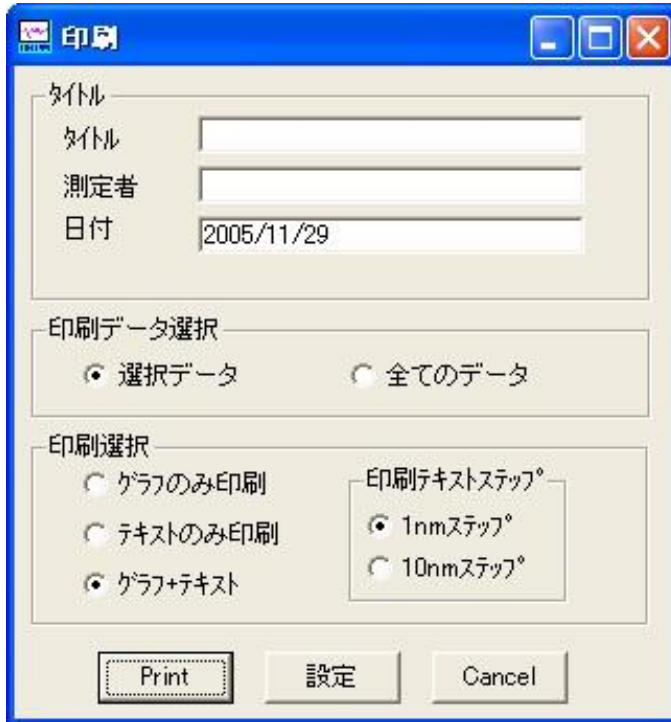 印刷
ﾀｲﾄﾙ
ﾀｲﾄﾙ
測定者
日付 2005/11/29
印刷データ選択
選択データ 全てのデータ
印刷選択
ｸﾞﾗﾌのみ印刷
ﾃｷｽﾄのみ印刷
ｸﾞﾗﾌ+ﾃｷｽﾄ
印刷ﾃｷｽﾄｽﾃｯﾌﾟ
1nmｽﾃｯﾌﾟ
10nmｽﾃｯﾌﾟ
Print 設定 Cancel